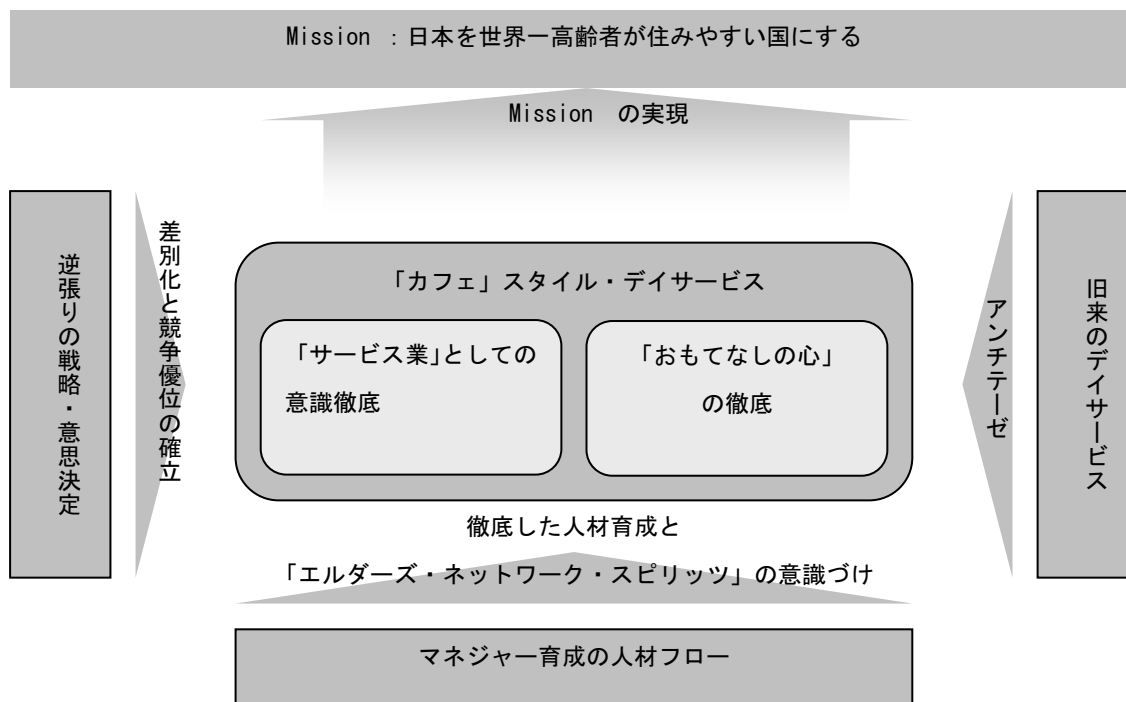 Mission ：日本を世界一高齢者が住みやすい国にする
Mission の実現
逆張りの戦略・意思決定
差別化と競争優位の確立
「カフェ」スタイル・デイサービス
「サービス業」としての
意識徹底
「おもてなしの心」
の徹底
アンチテーゼ
旧来のデイサービス
徹底した人材育成と
「エルダーズ・ネットワーク・スピリッツ」の意識づけ
マネジャー育成の人材フロー